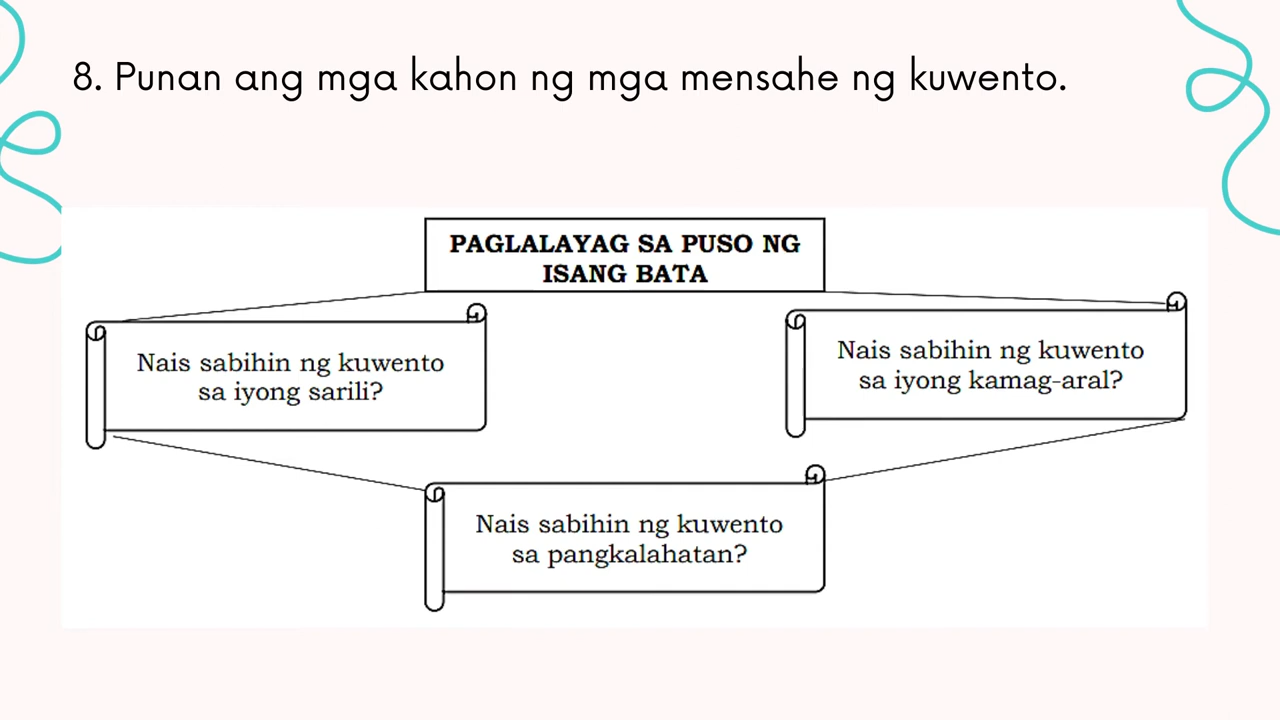 8. Punan ang mga kahon ng mga mensahe ng kuwento.
PAGLALAYAG SA PUSO NG
ISANG BATA
Nais sabihin ng kuwento
sa iyong sarili?
Nais sabihin ng kuwento
sa iyong kamag-aral?
Nais sabihin ng kuwento
sa pangkalahatan?